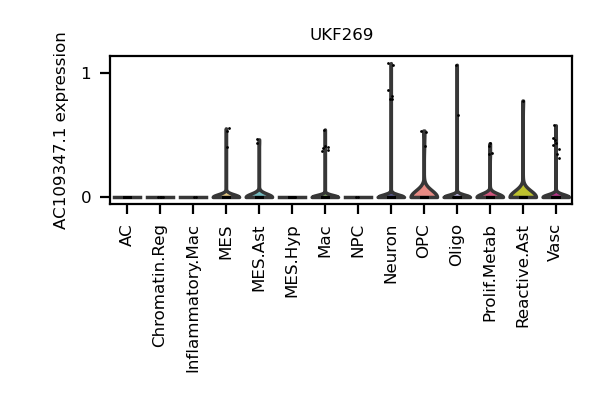 UKF269
AC109347.1 expression
1
0
AC
Chromatin.Reg
Inflammatory.Mac
MES
MES.Ast
MES.Hyp
Mac
NPC
Neuron
OPC
Oligo
Prolif.Metab
Reactive.Ast
Vasc